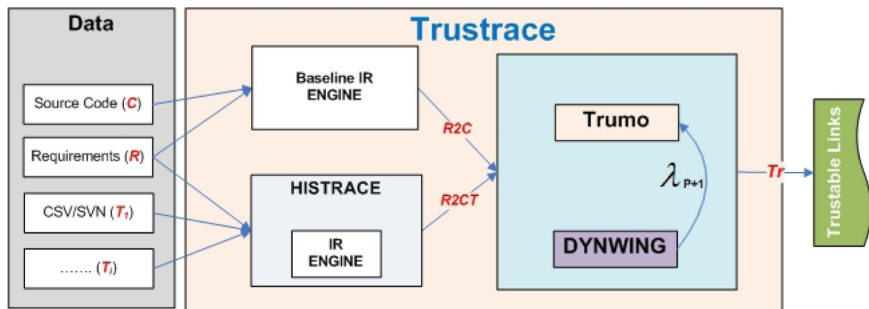 Data
Source Code (C)
Requirements (R)
CSV/SVN (T₁)
……. (Tᵢ)
Trustrace
Baseline IR
ENGINE
HISTRACE
IR
ENGINE
R2C
R2CT
Trumo
λ P+1
DYNWING
Tr
Trustable Links